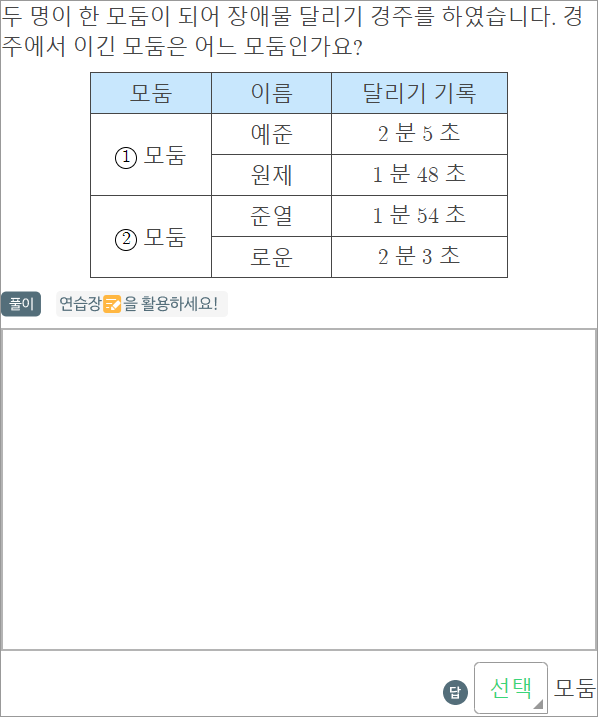 두 명이 한 모둠이 되어 장애물 달리기 경주를 하였습니다. 경
주에서 이긴 모둠은 어느 모둠인가요?
모둠 이름 달리기 기록
① 모둠 예준 2 분 5 초
원제 1 분 48 초
② 모둠 준열 1 분 54 초
로운 2 분 3 초
풀이 연습장을 활용하세요!
답 선택 모둠